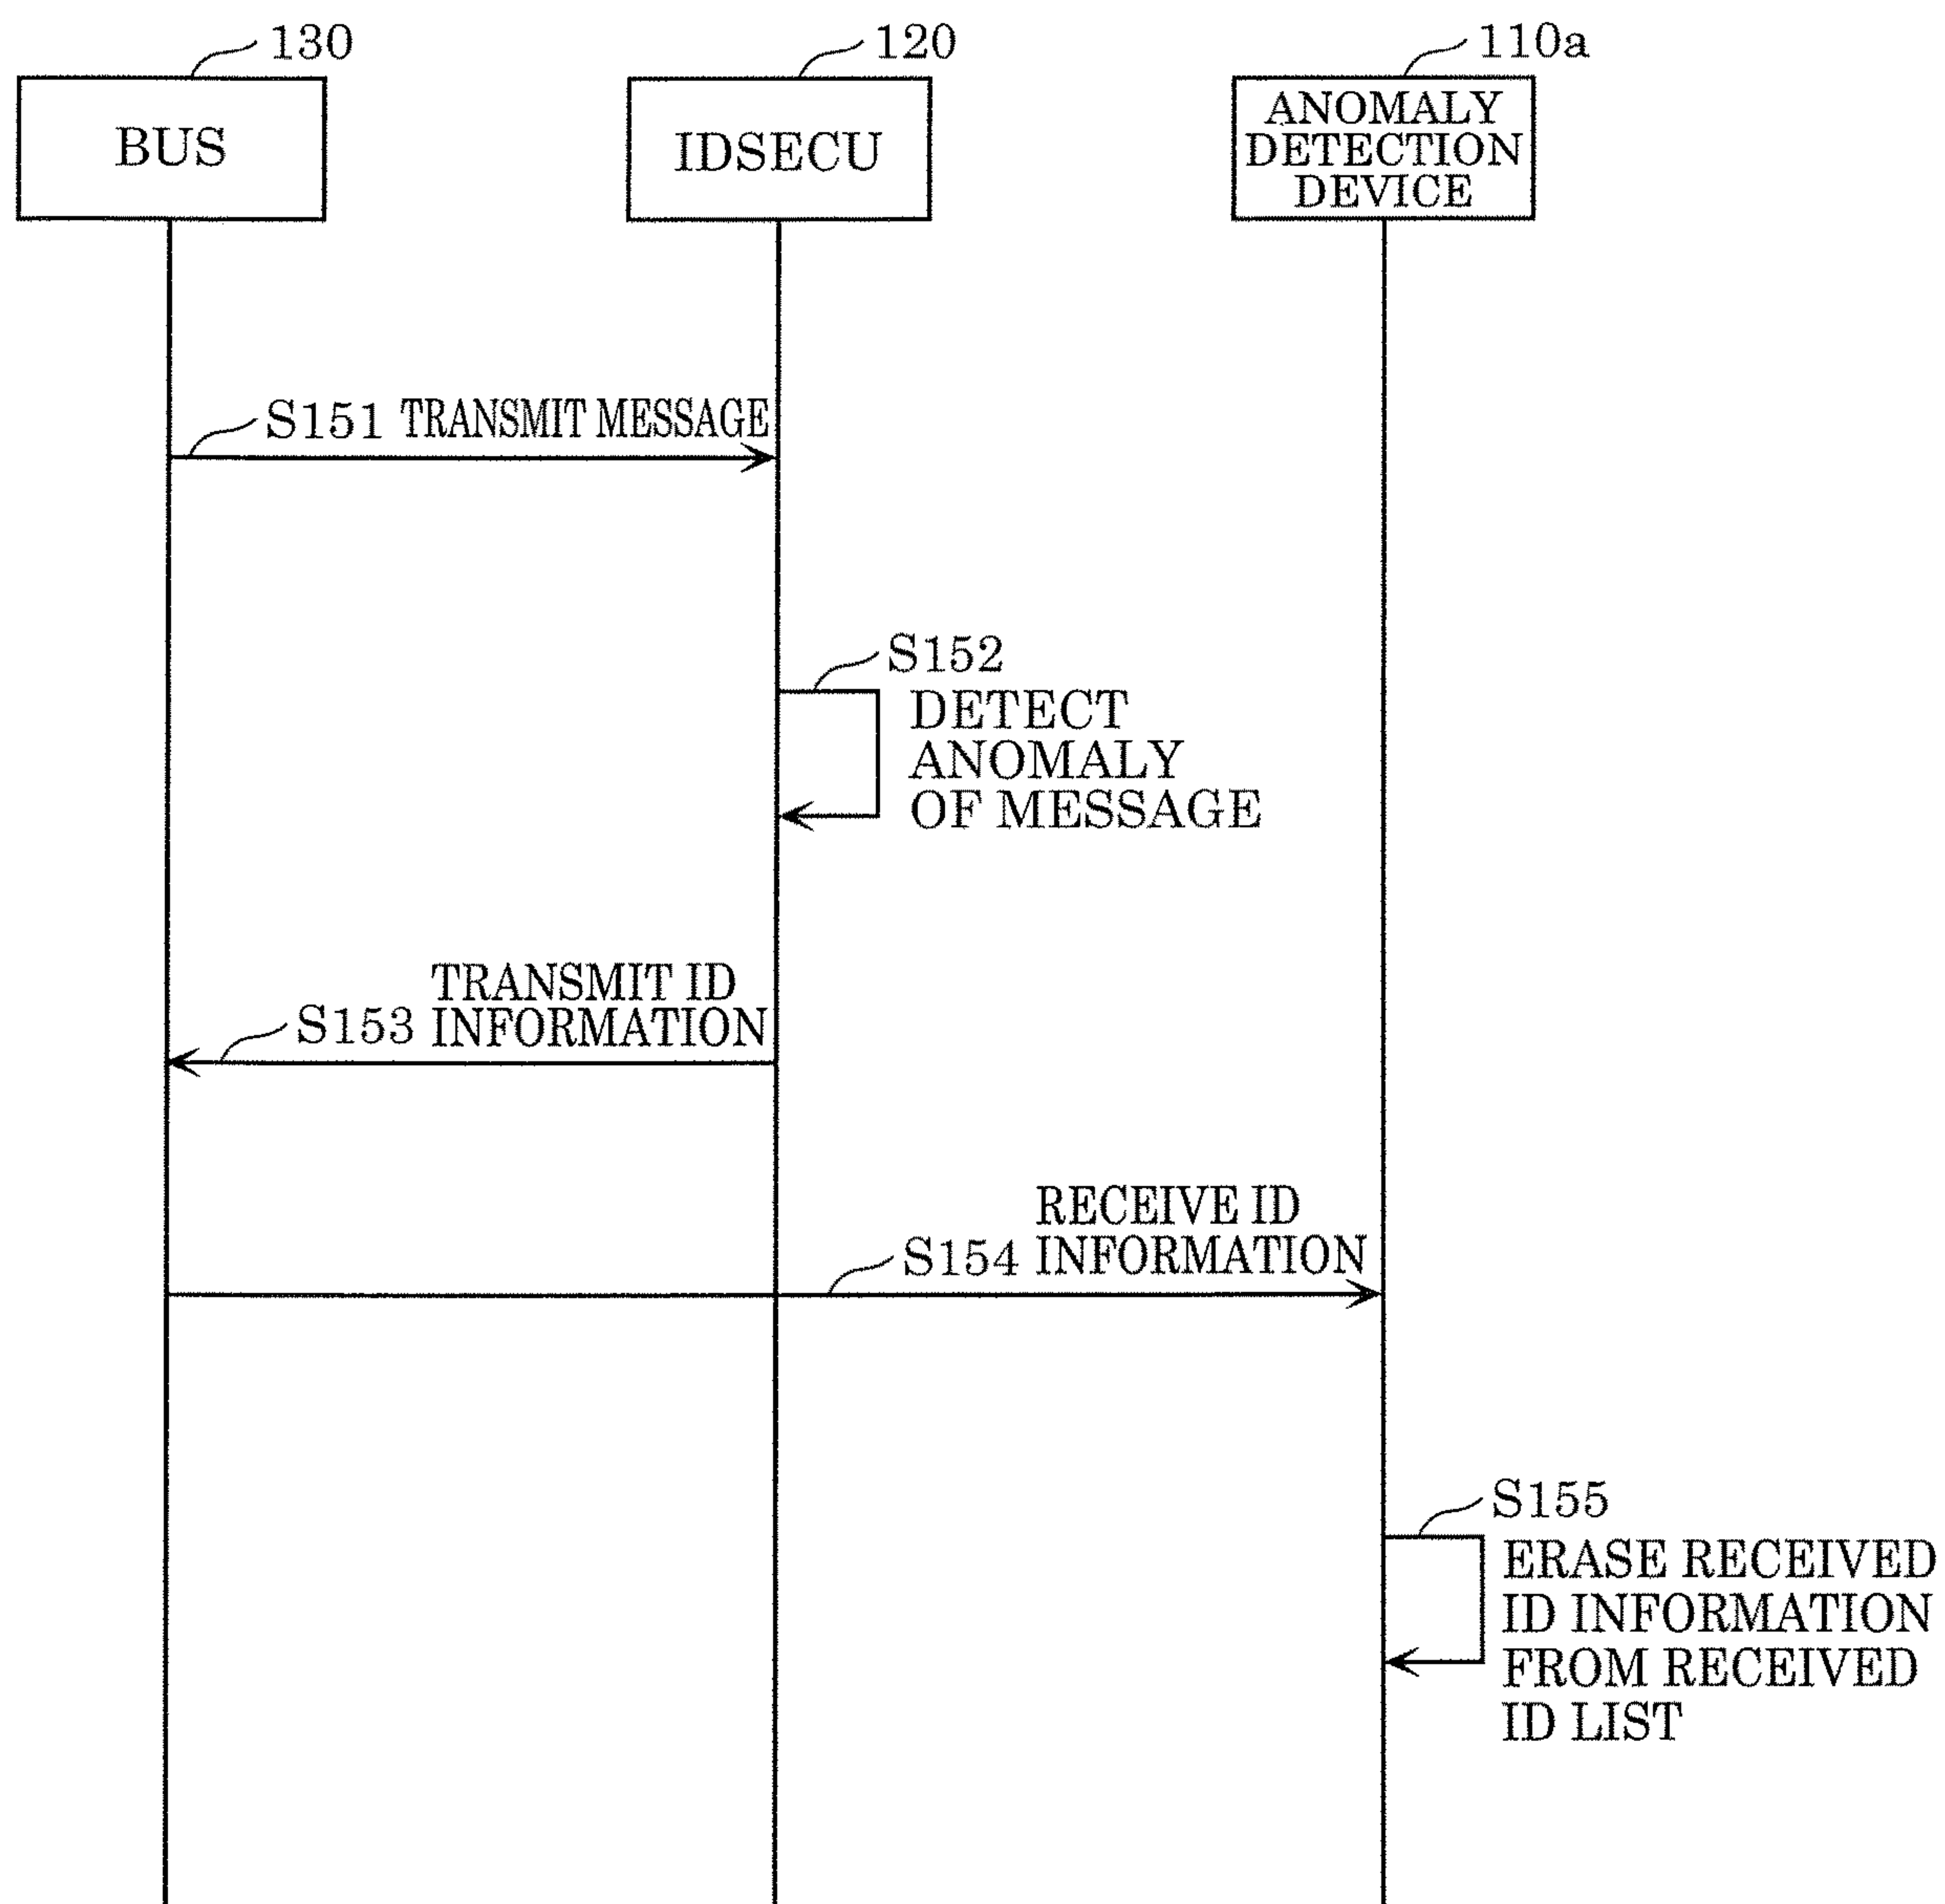 130
120
110a
BUS
IDSECU
ANOMALY
DETECTION
DEVICE
S151 TRANSMIT MESSAGE
S152
DETECT
ANOMALY
OF MESSAGE
TRANSMIT ID
S153 INFORMATION
RECEIVE ID
S154 INFORMATION
S155
ERASE RECEIVED
ID INFORMATION
FROM RECEIVED
ID LIST